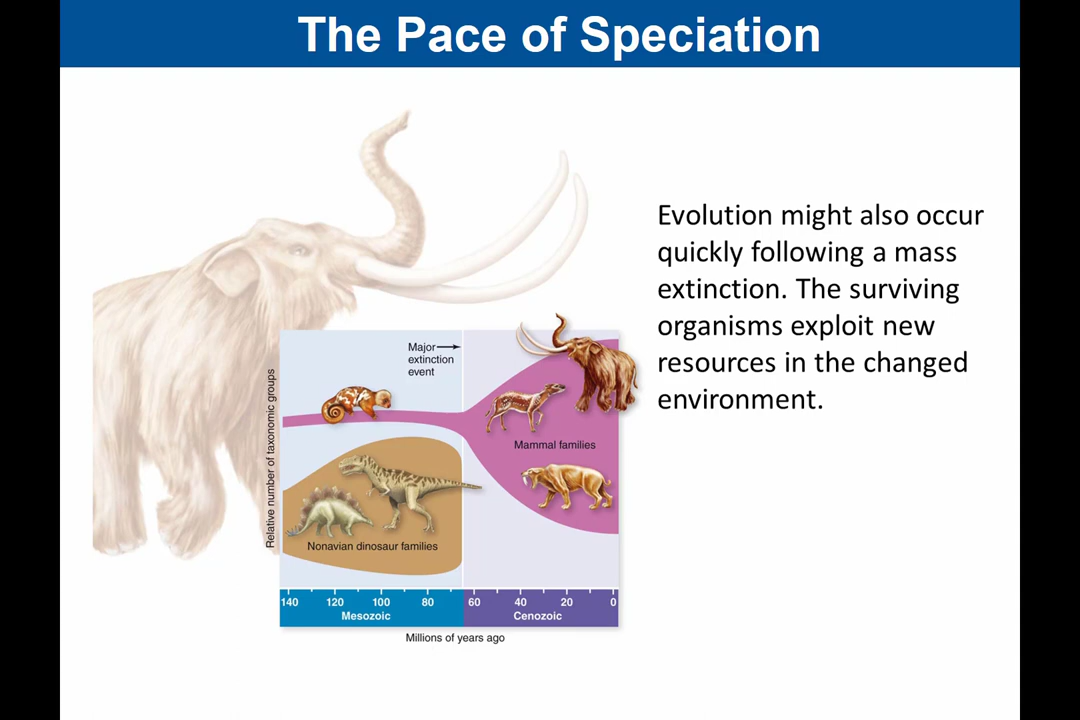 The Pace of Speciation
Evolution might also occur
quickly following a mass
extinction. The surviving
organisms exploit new
resources in the changed
environment.
Major
extinction
event
Relative number of taxonomic groups
Mammal families
Nonavian dinosaur families
140 120 100 80 60 40 20 0
Mesozoic Cenozoic
Millions of years ago